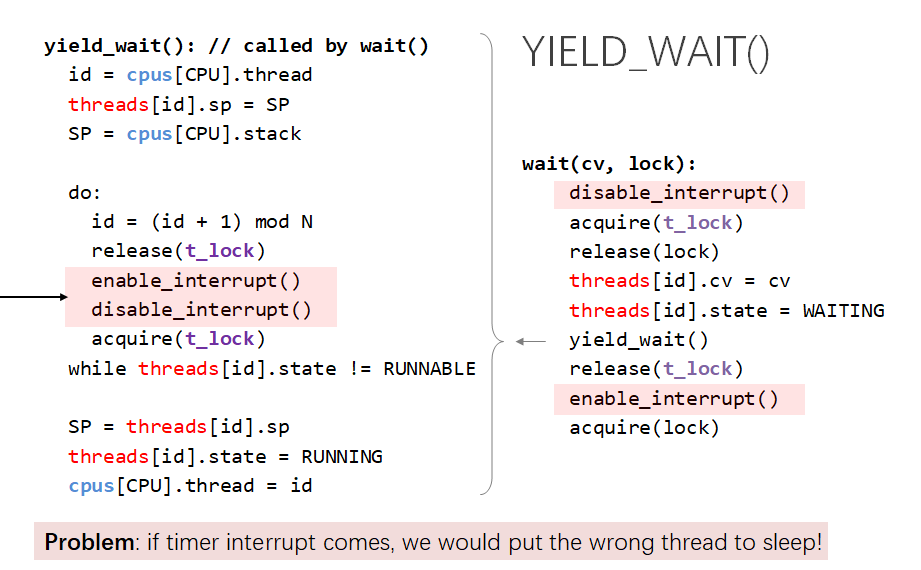 yield_wait(): // called by wait()
id = cpus[CPU].thread
threads[id].sp = SP
SP = cpus[CPU].stack
do:
id = (id + 1) mod N
release(t_lock)
enable_interrupt()
disable_interrupt()
acquire(t_lock)
while threads[id].state != RUNNABLE
SP = threads[id].sp
threads[id].state = RUNNING
cpus[CPU].thread = id
YIELD_WAIT()
wait(cv, lock):
disable_interrupt()
acquire(t_lock)
release(lock)
threads[id].cv = cv
threads[id].state = WAITING
yield_wait()
release(t_lock)
enable_interrupt()
acquire(lock)
Problem: if timer interrupt comes, we would put the wrong thread to sleep!